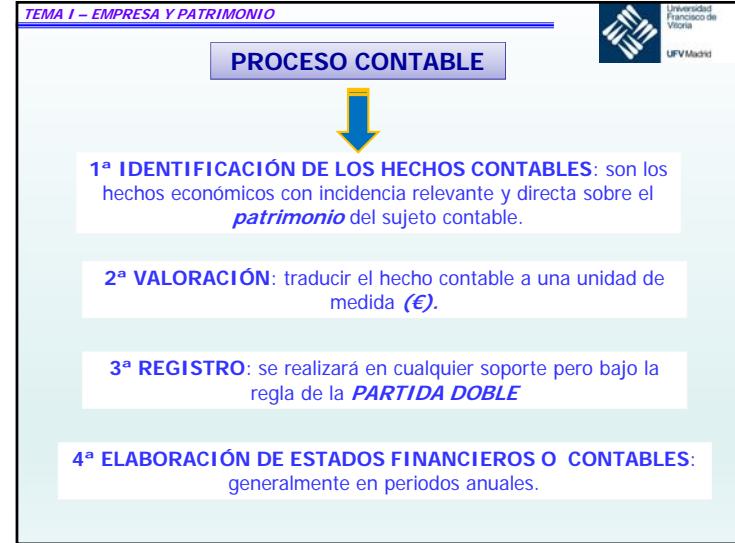 TEMA I – EMPRESA Y PATRIMONIO
Universidad
Francisco de
Vitoria
UFV Madrid
PROCESO CONTABLE
1ª IDENTIFICACIÓN DE LOS HECHOS CONTABLES: son los
hechos económicos con incidencia relevante y directa sobre el
patrimonio del sujeto contable.
2ª VALORACIÓN: traducir el hecho contable a una unidad de
medida (€).
3ª REGISTRO: se realizará en cualquier soporte pero bajo la
regla de la PARTIDA DOBLE
4ª ELABORACIÓN DE ESTADOS FINANCIEROS O CONTABLES:
generalmente en periodos anuales.